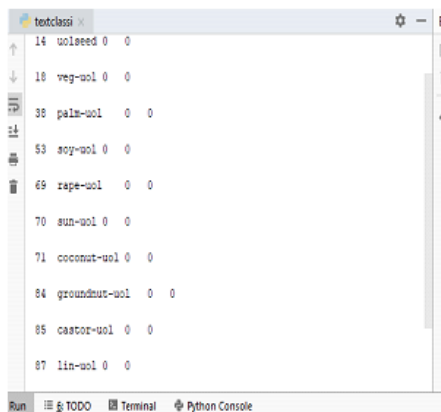 textclassi
14 uolseed 0 0
18 veg-uol 0 0
38 palm-uol 0 0
53 soy-uol 0 0
69 rape-uol 0 0
70 sun-uol 0 0
71 coconut-uol 0 0
84 groundnut-uol 0 0
85 castor-uol 0 0
87 lin-uol 0 0
Run 6: TODO Terminal Python Console